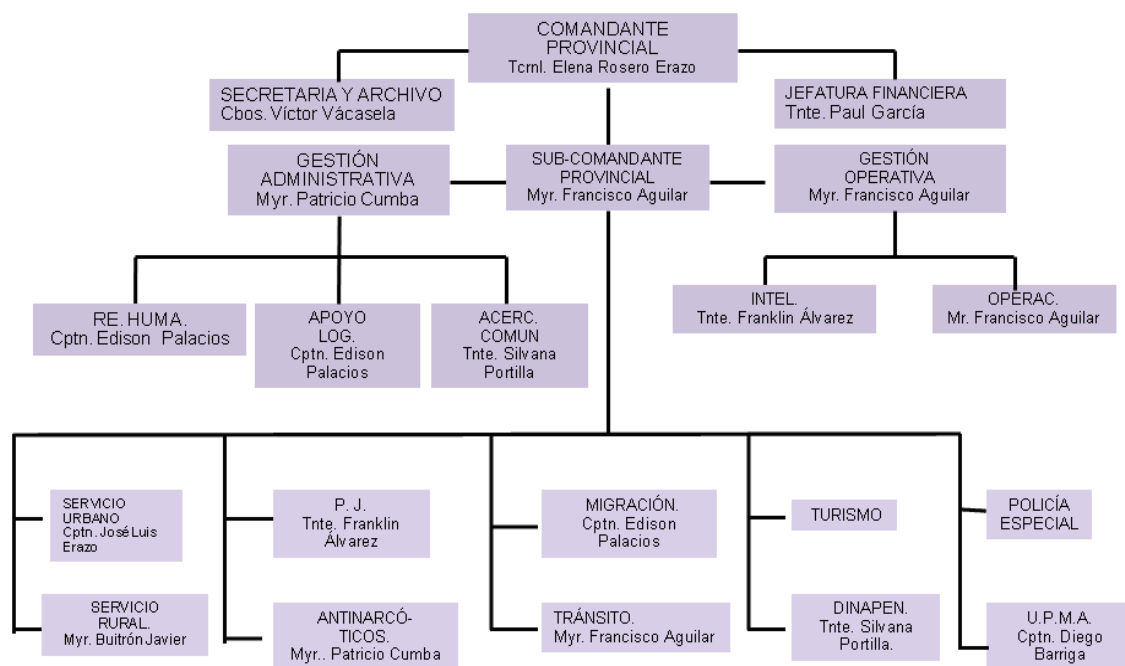 COMANDANTE
PROVINCIAL
Tcrnl. Elena Rosero Erazo
SECRETARIA Y ARCHIVO
Cbos. Víctor Vácasela
JEFATURA FINANCIERA
Tnte. Paul García
GESTIÓN
ADMINISTRATIVA
Myr. Patricio Cumba
SUB-COMANDANTE
PROVINCIAL
Myr. Francisco Aguilar
GESTIÓN
OPERATIVA
Myr. Francisco Aguilar
RE. HUMA.
Cptn. Edison Palacios
APOYO
LOG.
Cptn. Edison
Palacios
ACERC.
COMUN
Tnte. Silvana
Portilla
INTEL.
Tnte. Franklin Álvarez
OPERAC.
Mr. Francisco Aguilar
SERVICIO
URBANO
Cptn. José Luis
Erazo
P. J.
Tnte. Franklin
Álvarez
MIGRACIÓN.
Cptn. Edison
Palacios
TURISMO
POLICÍA
ESPECIAL
SERVICIO
RURAL.
Myr. Buitrón Javier
ANTINARCÓ-
TICOS.
Myr.. Patricio Cumba
TRÁNSITO.
Myr. Francisco Aguilar
DINAPEN.
Tnte. Silvana
Portilla.
U.P.M.A.
Cptn. Diego
Barriga